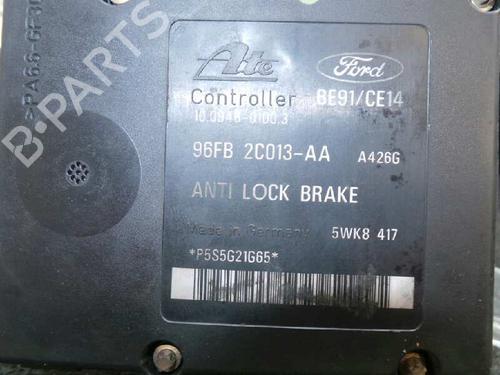 Ate Ford
Controller BE91/CE14
10.0946-0100.3
96FB 2C013-AA A426G
ANTI LOCK BRAKE
Made in Germany 5WK8 417
*P5S5G21G65*
B-PARTS